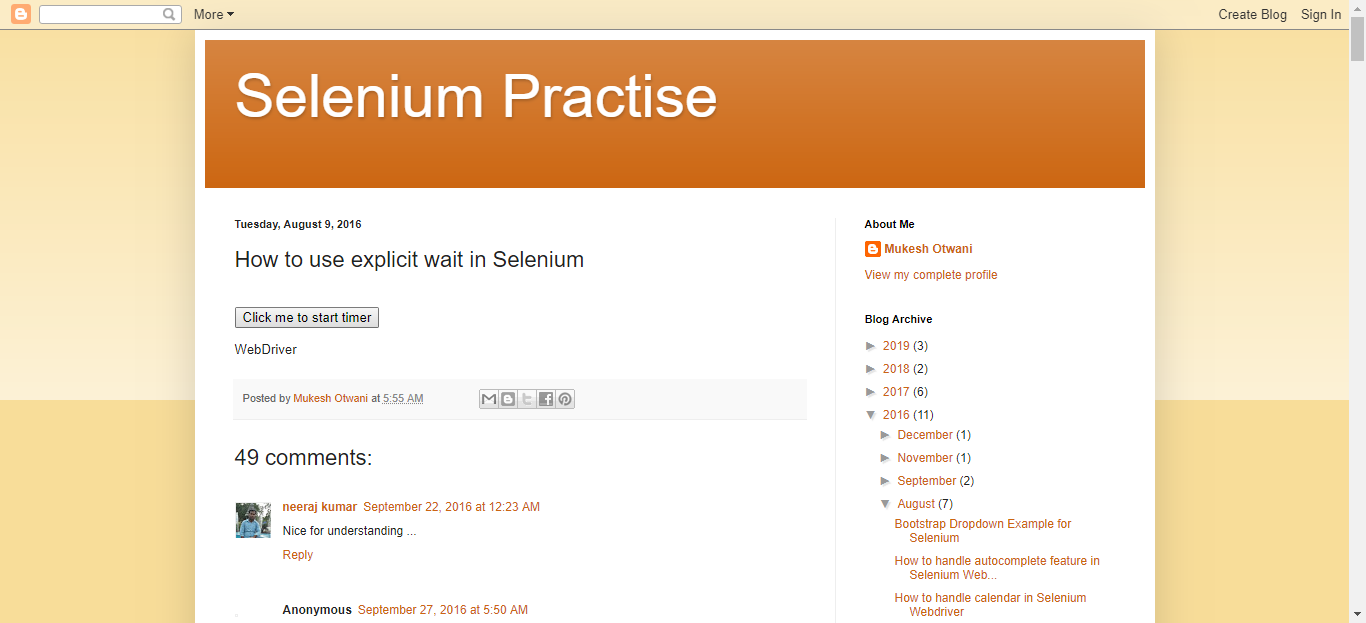 More
Create Blog Sign In
Selenium Practise
Tuesday, August 9, 2016
How to use explicit wait in Selenium
Click me to start timer
WebDriver
Posted by Mukesh Otwani at 5:55 AM
49 comments:
neeraj kumar September 22, 2016 at 12:23 AM
Nice for understanding ...
Reply
Anonymous September 27, 2016 at 5:50 AM
About Me
Mukesh Otwani
View my complete profile
Blog Archive
► 2019 (3)
► 2018 (2)
► 2017 (6)
▼ 2016 (11)
► December (1)
► November (1)
► September (2)
▼ August (7)
Bootstrap Dropdown Example for
Selenium
How to handle autocomplete feature in
Selenium Web...
How to handle calendar in Selenium
Webdriver